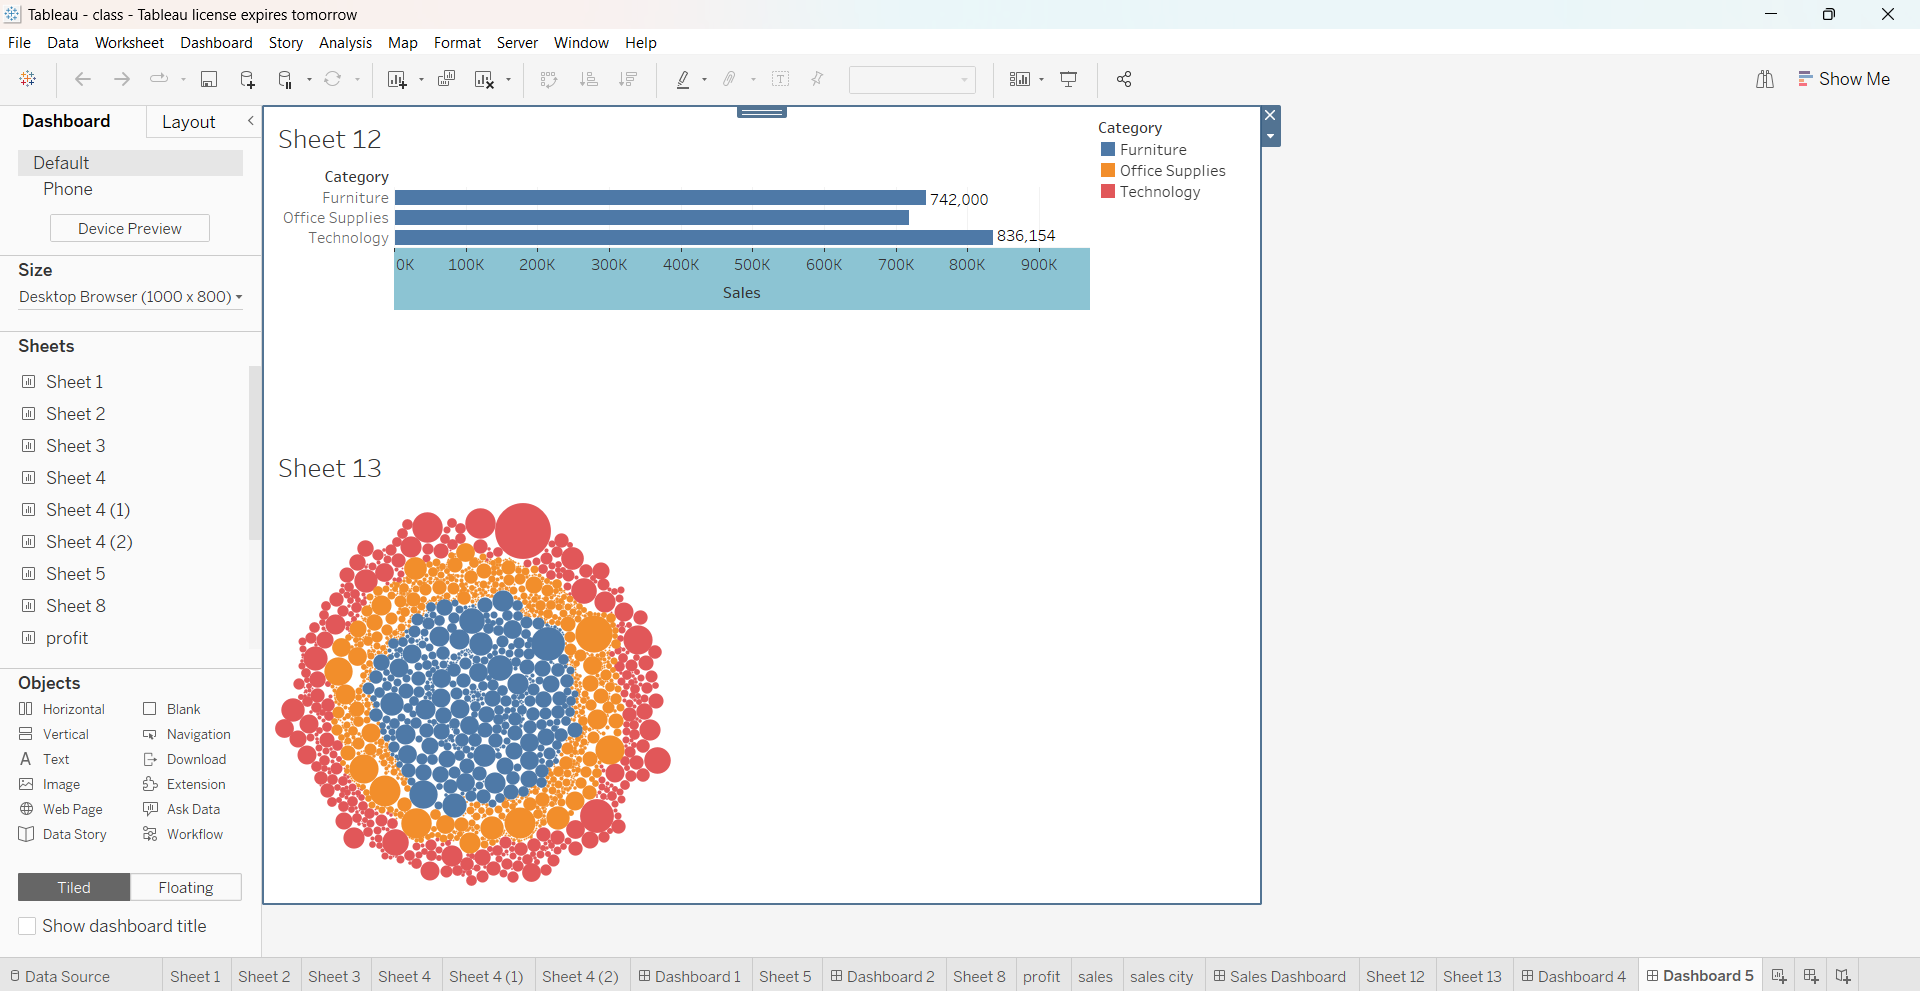 Tableau - class - Tableau license expires tomorrow
File Data Worksheet Dashboard Story Analysis Map Format Server Window Help
Show Me
Dashboard Layout
Default
Phone
Device Preview
Size
Desktop Browser (1000 x 800)
Sheets
Sheet 1
Sheet 2
Sheet 3
Sheet 4
Sheet 4 (1)
Sheet 4 (2)
Sheet 5
Sheet 8
profit
Objects
Horizontal Blank
Vertical Navigation
Text Download
Image Extension
Web Page Ask Data
Data Story Workflow
Tiled Floating
Show dashboard title
Sheet 12
Category
Furniture 742,000
Office Supplies
Technology 836,154
0K 100K 200K 300K 400K 500K 600K 700K 800K 900K
Sales
Category
Furniture
Office Supplies
Technology
Sheet 13
Data Source Sheet 1 Sheet 2 Sheet 3 Sheet 4 Sheet 4 (1) Sheet 4 (2) Dashboard 1 Sheet 5 Dashboard 2 Sheet 8 profit sales sales city Sales Dashboard Sheet 12 Sheet 13 Dashboard 4 Dashboard 5